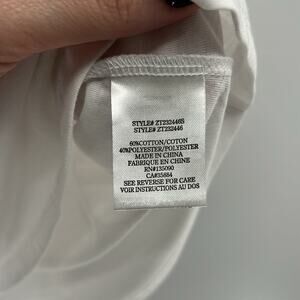 STYLE# ZT232446S
STYLE# ZT232446
60%COTTON/COTON
40%POLYESTER/POLYESTER
MADE IN CHINA
FABRIQUE EN CHINE
RN#135090
CA#35884
SEE REVERSE FOR CARE
VOIR INSTRUCTIONS AU DOS